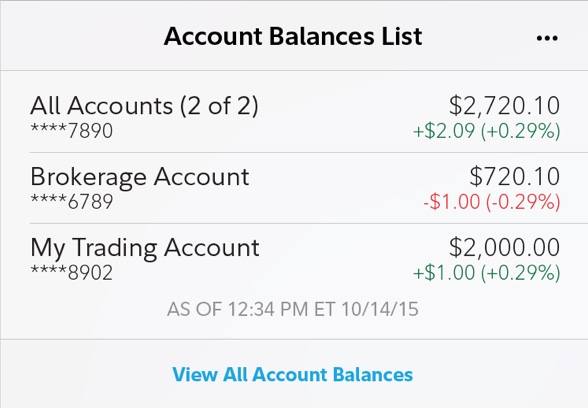 Account Balances List •••
All Accounts (2 of 2) $2,720.10
****7890 +$2.09 (+0.29%)
Brokerage Account $720.10
****6789 -$1.00 (-0.29%)
My Trading Account $2,000.00
****8902 +$1.00 (+0.29%)
AS OF 12:34 PM ET 10/14/15
View All Account Balances